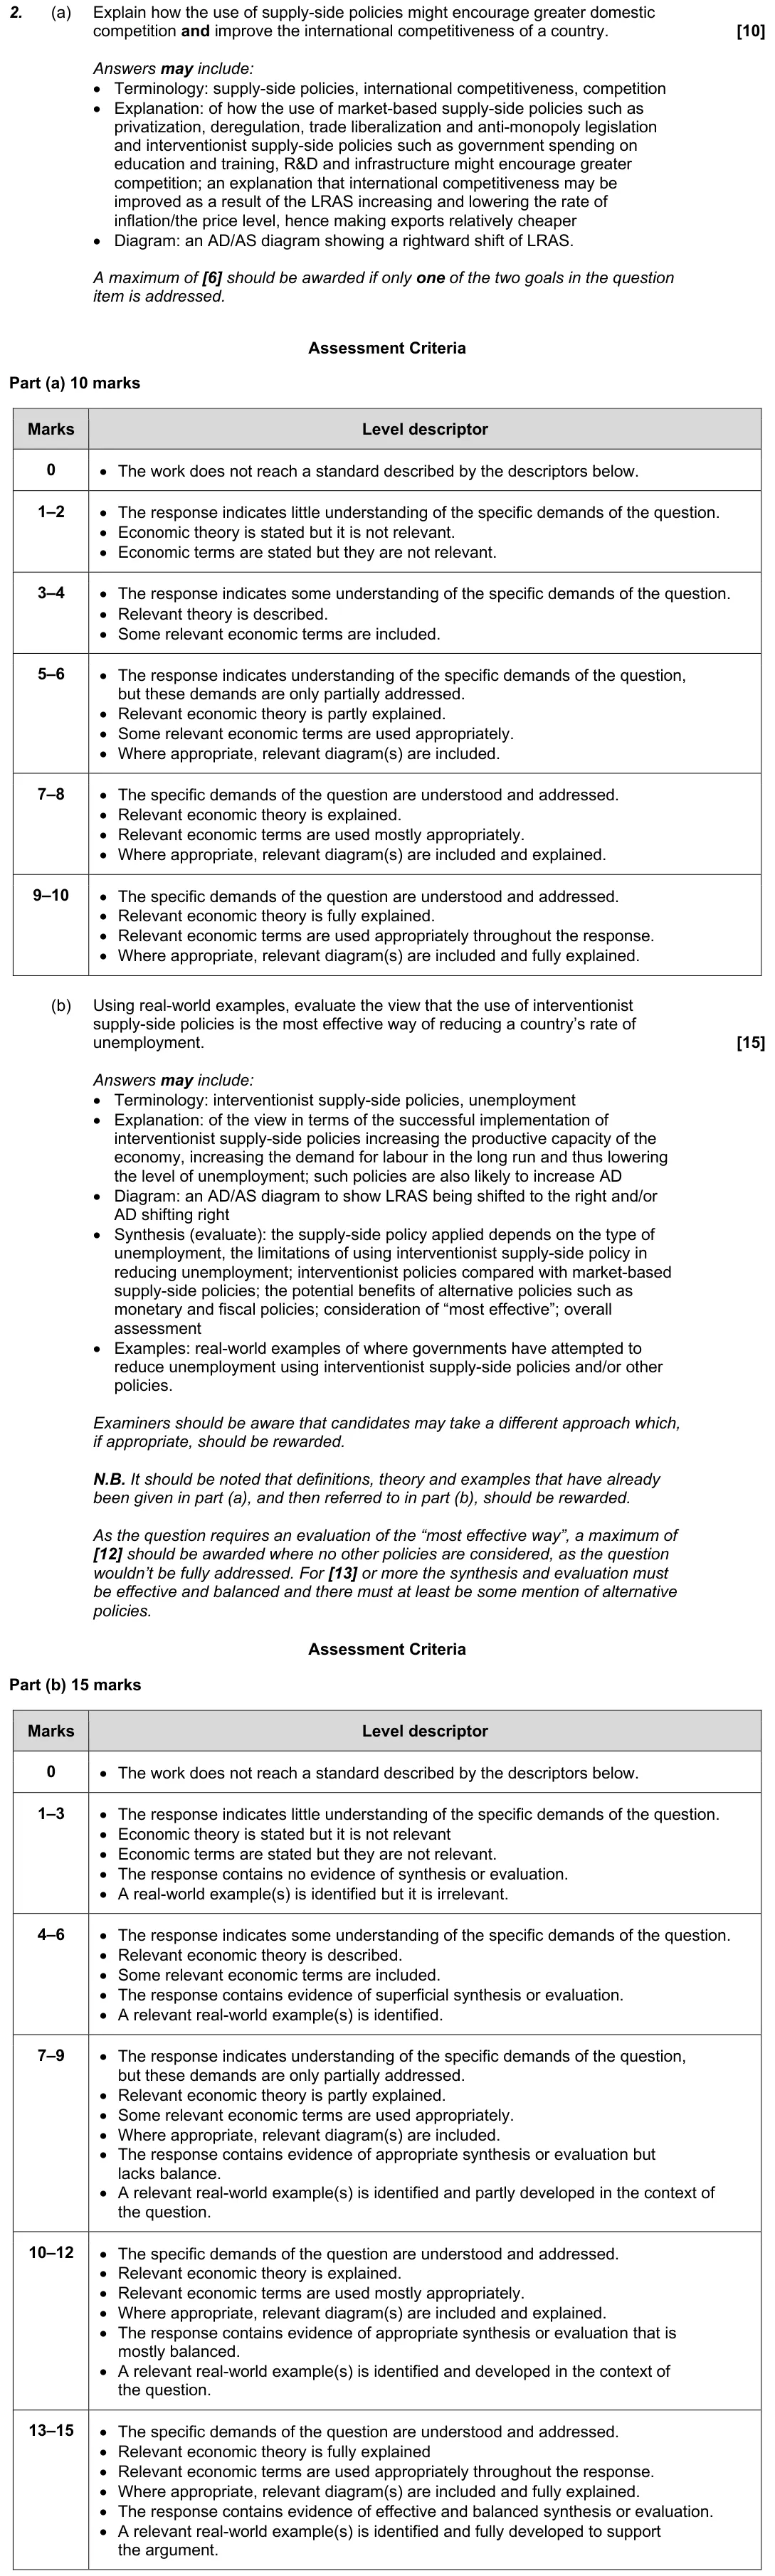 2. (a) Explain how the use of supply-side policies might encourage greater domestic
competition and improve the international competitiveness of a country. [10]
Answers may include:
• Terminology: supply-side policies, international competitiveness, competition
• Explanation: of how the use of market-based supply-side policies such as
privatization, deregulation, trade liberalization and anti-monopoly legislation
and interventionist supply-side policies such as government spending on
education and training, R&D and infrastructure might encourage greater
competition; an explanation that international competitiveness may be
improved as a result of the LRAS increasing and lowering the rate of
inflation/the price level, hence making exports relatively cheaper
• Diagram: an AD/AS diagram showing a rightward shift of LRAS.
A maximum of [6] should be awarded if only one of the two goals in the question
item is addressed.
Assessment Criteria
Part (a) 10 marks
Marks Level descriptor
0 • The work does not reach a standard described by the descriptors below.
1–2 • The response indicates little understanding of the specific demands of the question.
• Economic theory is stated but it is not relevant.
• Economic terms are stated but they are not relevant.
3–4 • The response indicates some understanding of the specific demands of the question.
• Relevant theory is described.
• Some relevant economic terms are included.
5–6 • The response indicates understanding of the specific demands of the question,
but these demands are only partially addressed.
• Relevant economic theory is partly explained.
• Some relevant economic terms are used appropriately.
• Where appropriate, relevant diagram(s) are included.
7–8 • The specific demands of the question are understood and addressed.
• Relevant economic theory is explained.
• Relevant economic terms are used mostly appropriately.
• Where appropriate, relevant diagram(s) are included and explained.
9–10 • The specific demands of the question are understood and addressed.
• Relevant economic theory is fully explained.
• Relevant economic terms are used appropriately throughout the response.
• Where appropriate, relevant diagram(s) are included and fully explained.
(b) Using real-world examples, evaluate the view that the use of interventionist
supply-side policies is the most effective way of reducing a country's rate of
unemployment. [15]
Answers may include:
• Terminology: interventionist supply-side policies, unemployment
• Explanation: of the view in terms of the successful implementation of
interventionist supply-side policies increasing the productive capacity of the
economy, increasing the demand for labour in the long run and thus lowering
the level of unemployment; such policies are also likely to increase AD
• Diagram: an AD/AS diagram to show LRAS being shifted to the right and/or
AD shifting right
• Synthesis (evaluate): the supply-side policy applied depends on the type of
unemployment, the limitations of using interventionist supply-side policy in
reducing unemployment; interventionist policies compared with market-based
supply-side policies; the potential benefits of alternative policies such as
monetary and fiscal policies; consideration of “most effective”; overall
assessment
• Examples: real-world examples of where governments have attempted to
reduce unemployment using interventionist supply-side policies and/or other
policies.
Examiners should be aware that candidates may take a different approach which,
if appropriate, should be rewarded.
N.B. It should be noted that definitions, theory and examples that have already
been given in part (a), and then referred to in part (b), should be rewarded.
As the question requires an evaluation of the “most effective way”, a maximum of
[12] should be awarded where no other policies are considered, as the question
wouldn't be fully addressed. For [13] or more the synthesis and evaluation must
be effective and balanced and there must at least be some mention of alternative
policies.
Assessment Criteria
Part (b) 15 marks
Marks Level descriptor
0 • The work does not reach a standard described by the descriptors below.
1–3 • The response indicates little understanding of the specific demands of the question.
• Economic theory is stated but it is not relevant
• Economic terms are stated but they are not relevant.
• The response contains no evidence of synthesis or evaluation.
• A real-world example(s) is identified but it is irrelevant.
4–6 • The response indicates some understanding of the specific demands of the question.
• Relevant economic theory is described.
• Some relevant economic terms are included.
• The response contains evidence of superficial synthesis or evaluation.
• A relevant real-world example(s) is identified.
7–9 • The response indicates understanding of the specific demands of the question,
but these demands are only partially addressed.
• Relevant economic theory is partly explained.
• Some relevant economic terms are used appropriately.
• Where appropriate, relevant diagram(s) are included.
• The response contains evidence of appropriate synthesis or evaluation but
lacks balance.
• A relevant real-world example(s) is identified and partly developed in the context of
the question.
10–12 • The specific demands of the question are understood and addressed.
• Relevant economic theory is explained.
• Relevant economic terms are used mostly appropriately.
• Where appropriate, relevant diagram(s) are included and explained.
• The response contains evidence of appropriate synthesis or evaluation that is
mostly balanced.
• A relevant real-world example(s) is identified and developed in the context of
the question.
13–15 • The specific demands of the question are understood and addressed.
• Relevant economic theory is fully explained
• Relevant economic terms are used appropriately throughout the response.
• Where appropriate, relevant diagram(s) are included and fully explained.
• The response contains evidence of effective and balanced synthesis or evaluation.
• A relevant real-world example(s) is identified and fully developed to support
the argument.